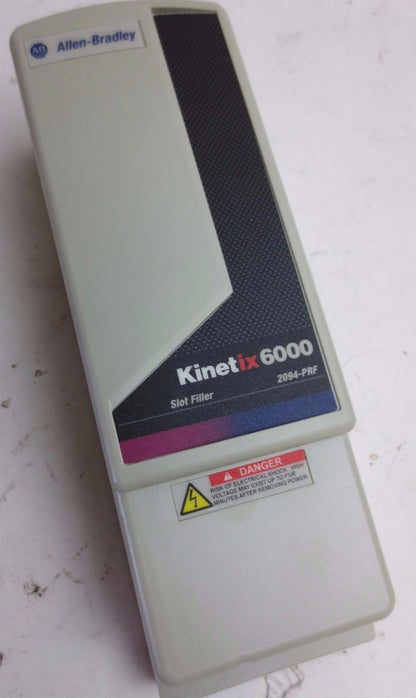 AB Allen-Bradley
Kinetix 6000
2094-PRF
Slot Filler
DANGER
RISK OF ELECTRICAL SHOCK. HIGH
VOLTAGE MAY EXIST UP TO FIVE
MINUTES AFTER REMOVING POWER.